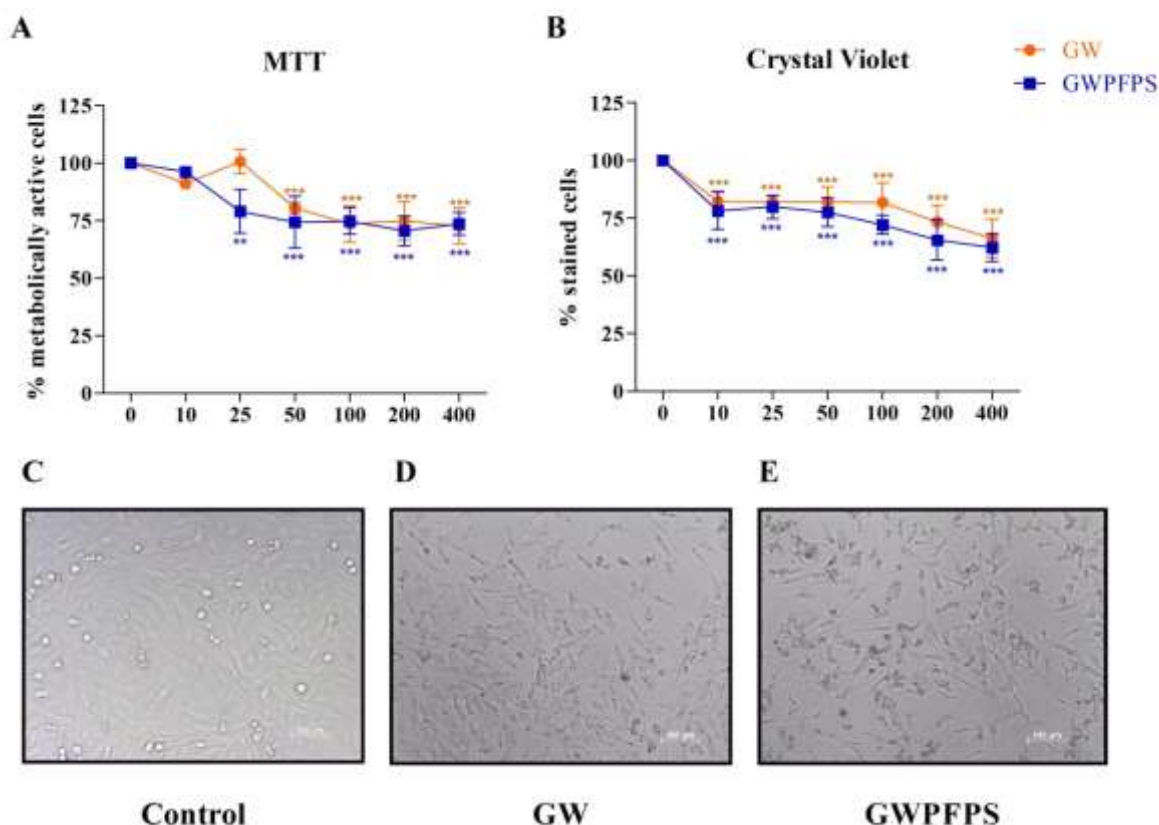 A
MTT
% metabolically active cells
125
100
75
50
25
0
*** *** *** ***
** *** *** *** ***
0 10 25 50 100 200 400
B
Crystal Violet
% stained cells
125
100
75
50
25
0
*** *** *** *** *** ***
*** *** *** *** *** ***
0 10 25 50 100 200 400
GW
GWPFPS
C
D
E
Control
GW
GWPFPS